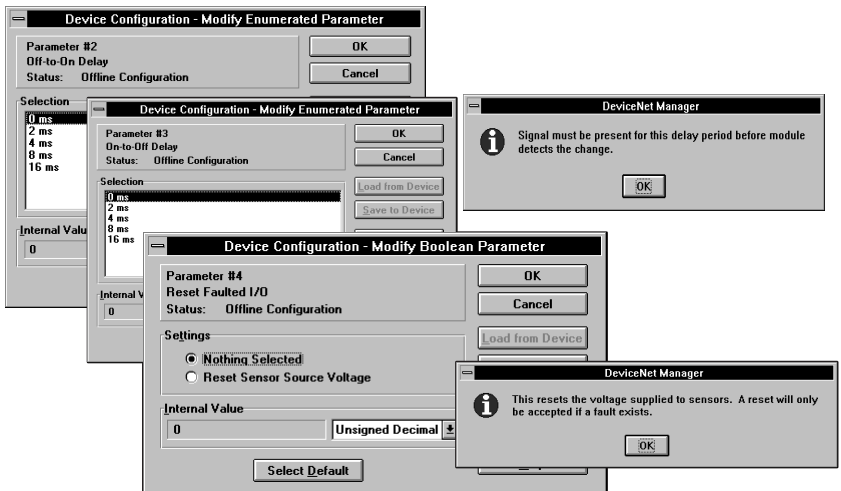 Device Configuration - Modify Enumerated Parameter
Parameter #2
Off-to-On Delay
Status: Offline Configuration
OK
Cancel
Selection
0 ms
2 ms
4 ms
8 ms
16 ms
Internal Valu
0
Device Configuration - Modify Enumerated Parameter
Parameter #3
On-to-Off Delay
Status: Offline Configuration
OK
Cancel
Load from Device
Save to Device
Selection
0 ms
2 ms
4 ms
8 ms
16 ms
Internal V
0
DeviceNet Manager
Signal must be present for this delay period before module
detects the change.
OK
Device Configuration - Modify Boolean Parameter
Parameter #4
Reset Faulted I/O
Status: Offline Configuration
OK
Cancel
Load from Device
Settings
Nothing Selected
Reset Sensor Source Voltage
Internal Value
0
Unsigned Decimal
Select Default
DeviceNet Manager
This resets the voltage supplied to sensors. A reset will only
be accepted if a fault exists.
OK